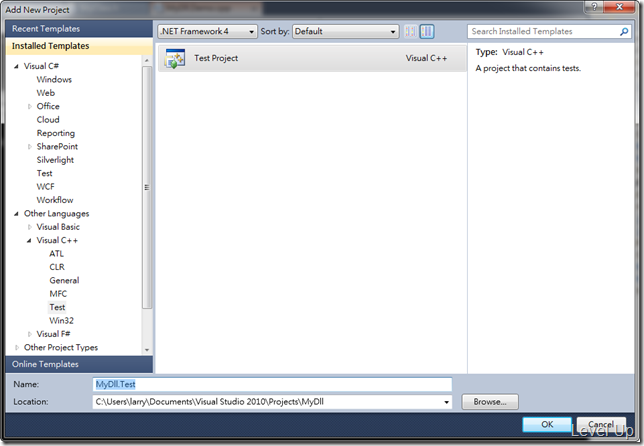 Add New Project
Recent Templates
Installed Templates
Visual C#
Windows
Web
Office
Cloud
Reporting
SharePoint
Silverlight
Test
WCF
Workflow
Other Languages
Visual Basic
Visual C++
ATL
CLR
General
MFC
Test
Win32
Visual F#
Other Project Types
Online Templates
.NET Framework 4 Sort by: Default
Test Project Visual C++
Search Installed Templates
Type: Visual C++
A project that contains tests.
Name: MyDll.Test
Location: C:\Users\larry\Documents\Visual Studio 2010\Projects\MyDll Browse...
OK Cancel
Level Up